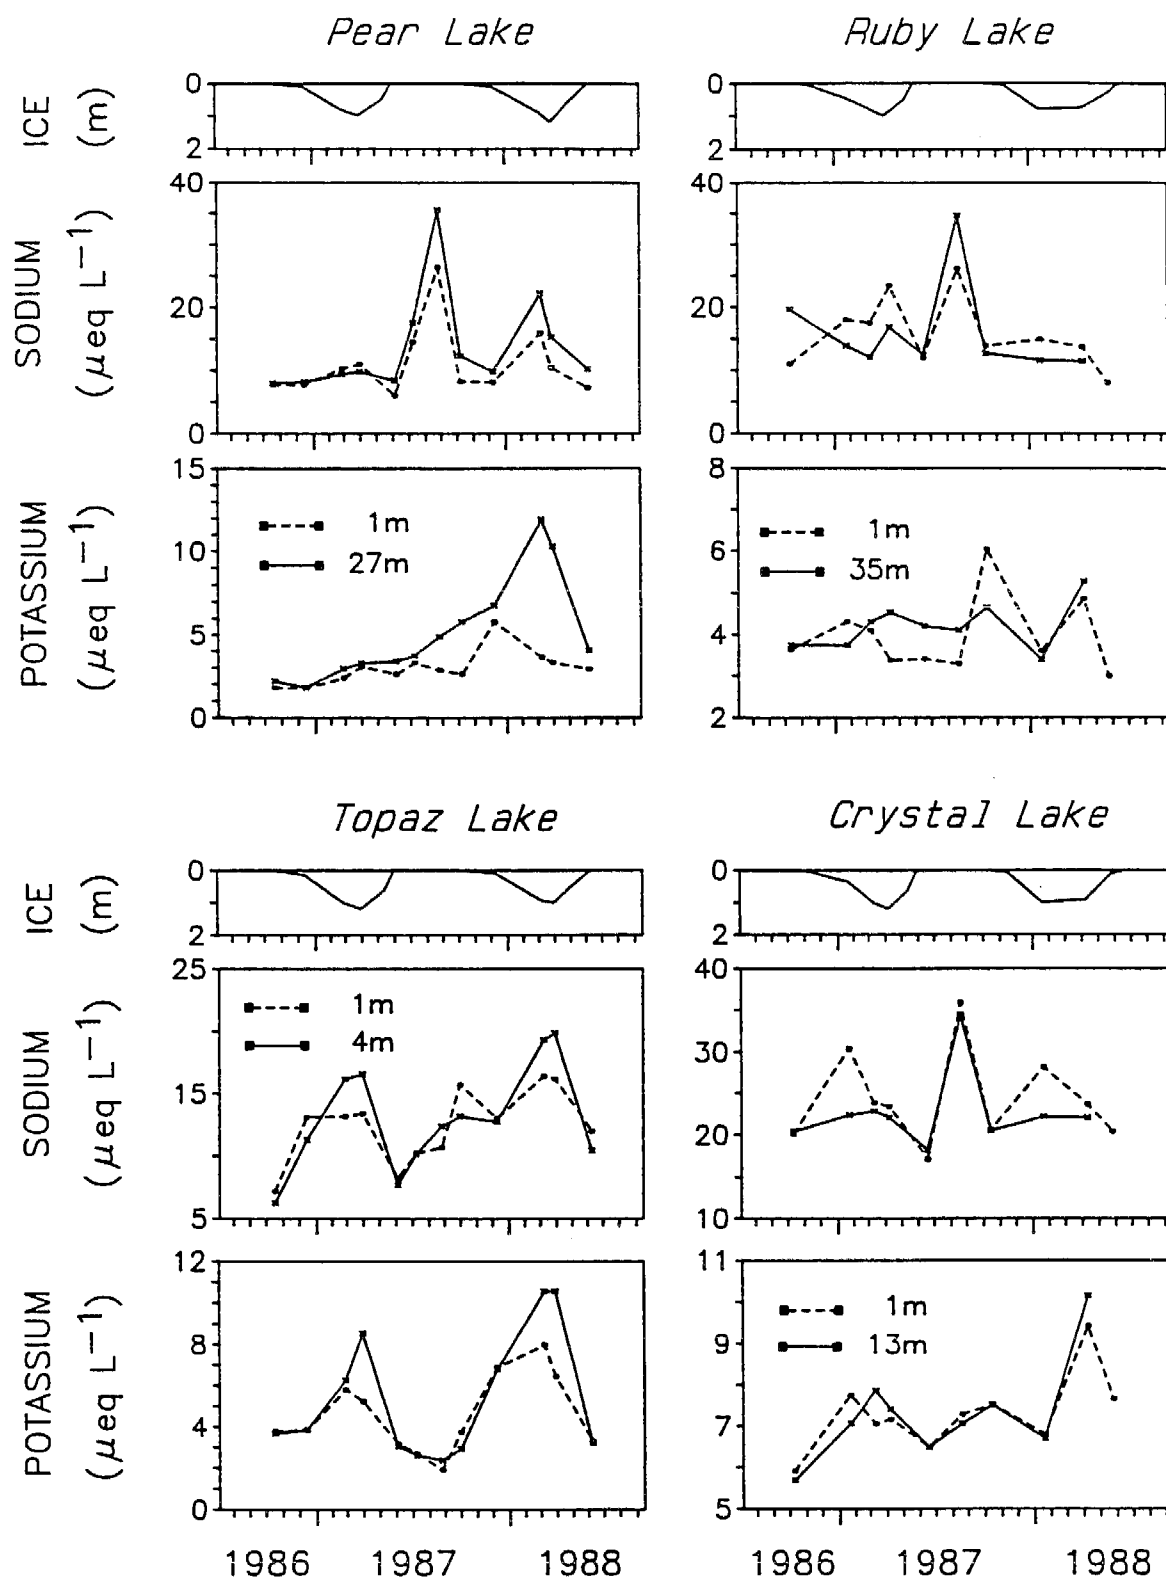 Pear Lake
Ruby Lake
ICE (m)
0
2
0
2
SODIUM (μeq L−1)
40
20
0
40
20
0
POTASSIUM (μeq L−1)
15
10
5
0
1m
27m
8
6
4
2
1m
35m
Topaz Lake
Crystal Lake
ICE (m)
0
2
0
2
SODIUM (μeq L−1)
25
15
5
1m
4m
40
30
20
10
POTASSIUM (μeq L−1)
12
8
4
0
11
9
7
5
1m
13m
1986 1987 1988
1986 1987 1988